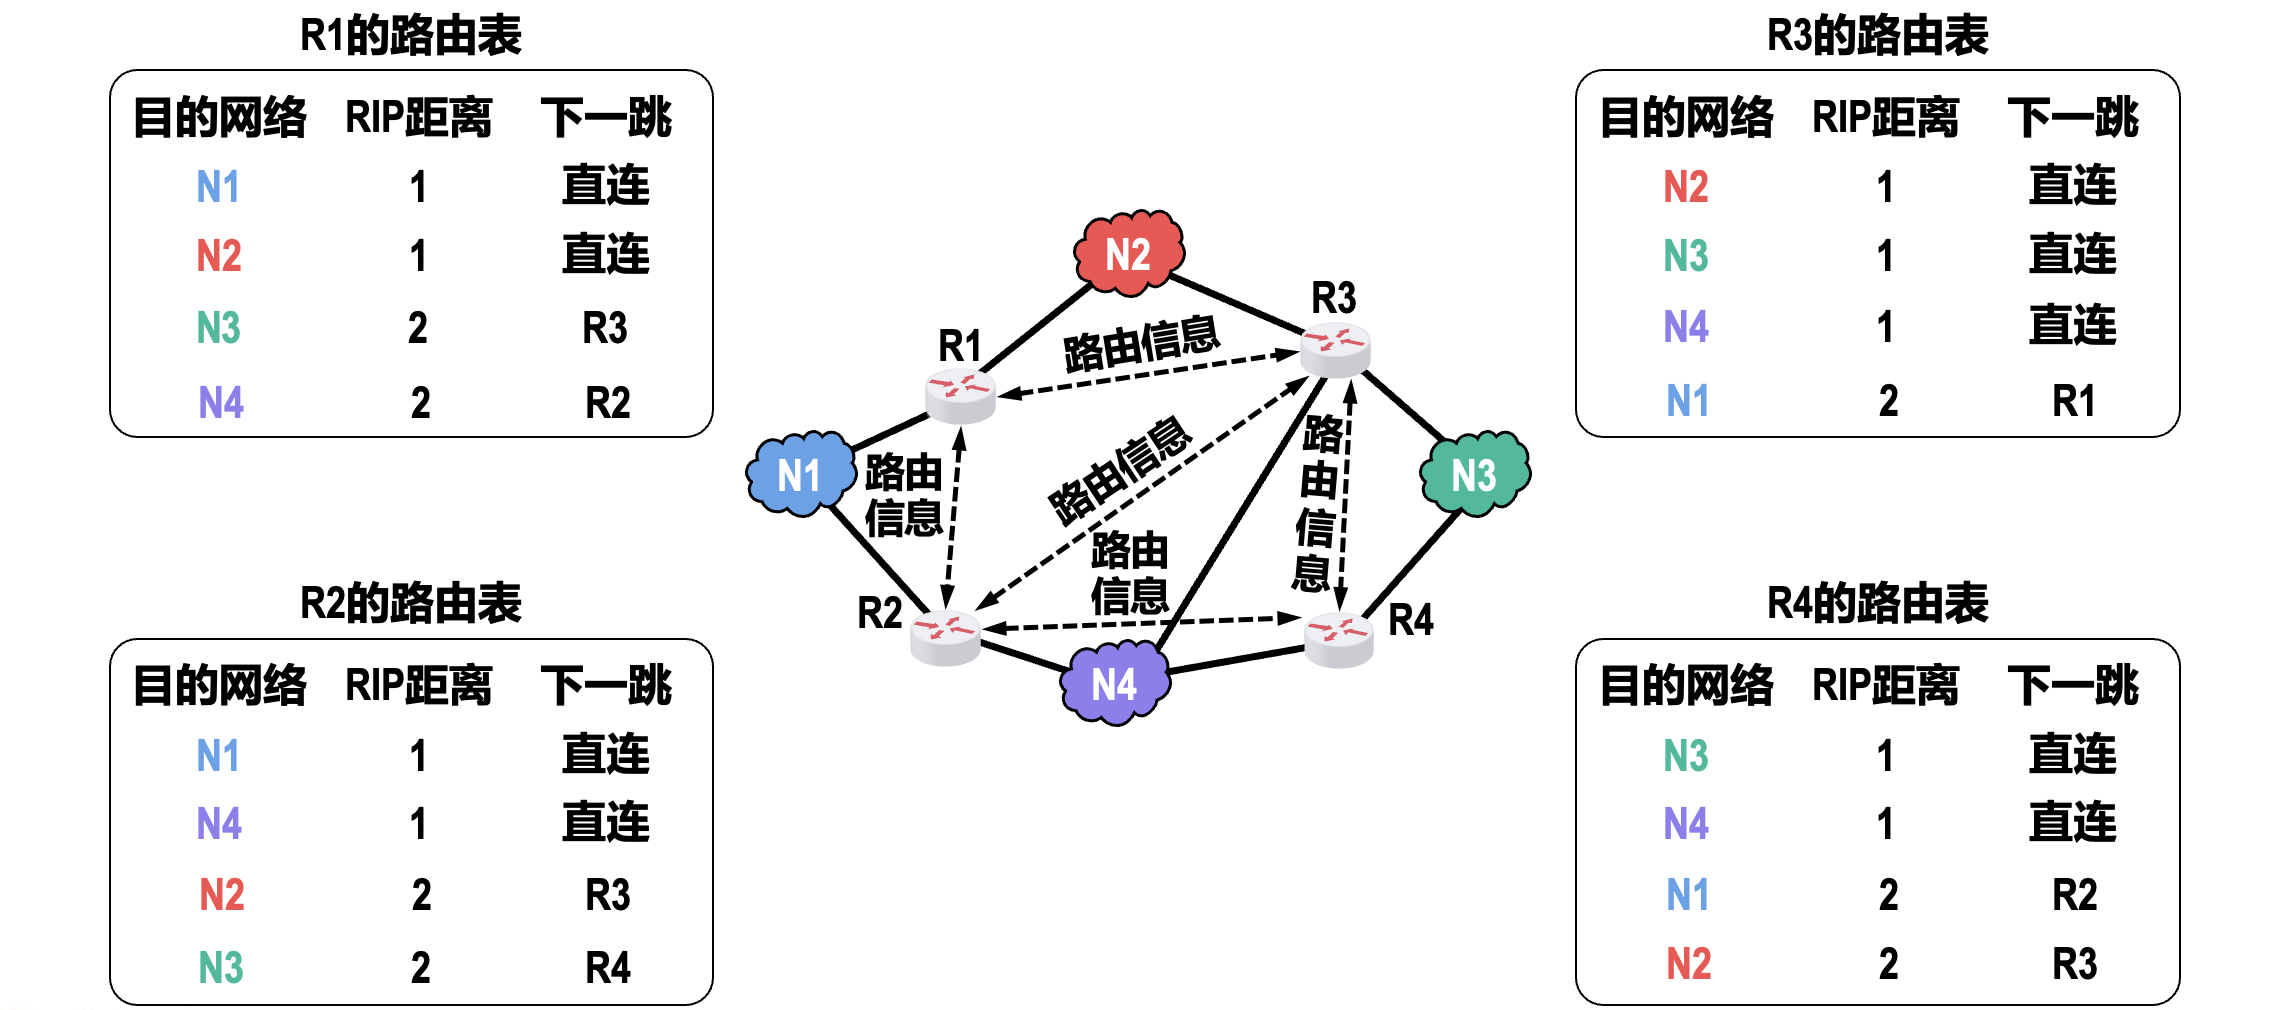 R1的路由表
目的网络 RIP距离 下一跳
N1 1 直连
N2 1 直连
N3 2 R3
N4 2 R2
R3的路由表
目的网络 RIP距离 下一跳
N2 1 直连
N3 1 直连
N4 1 直连
N1 2 R1
N2
R3
R1
路由信息
N1
路由
信息
路由信息
路
由
信
息
N3
路由
信息
R2
R4
N4
R2的路由表
目的网络 RIP距离 下一跳
N1 1 直连
N4 1 直连
N2 2 R3
N3 2 R4
R4的路由表
目的网络 RIP距离 下一跳
N3 1 直连
N4 1 直连
N1 2 R2
N2 2 R3